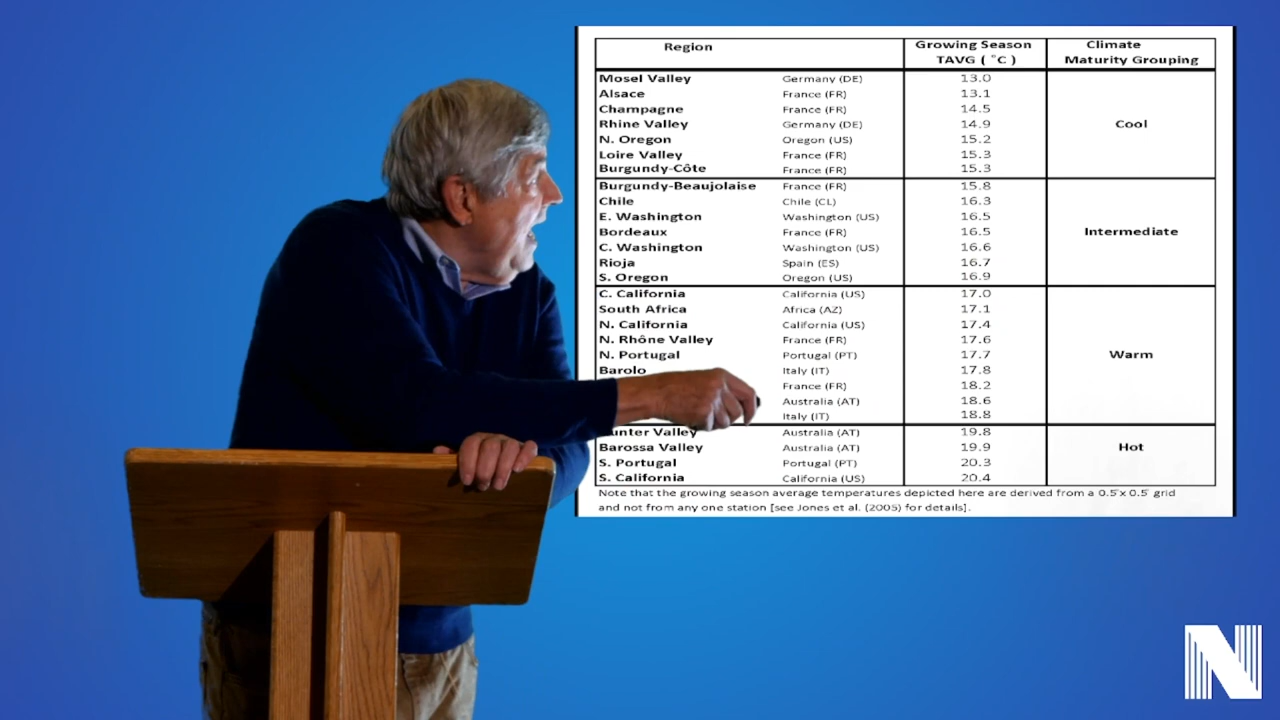 Region Growing Season Climate
TAVG ( °C ) Maturity Grouping
Mosel Valley Germany (DE) 13.0
Alsace France (FR) 13.1
Champagne France (FR) 14.5
Rhine Valley Germany (DE) 14.9 Cool
N. Oregon Oregon (US) 15.2
Loire Valley France (FR) 15.3
Burgundy-Côte France (FR) 15.3
Burgundy-Beaujolaise France (FR) 15.8
Chile Chile (CL) 16.3
E. Washington Washington (US) 16.5
Bordeaux France (FR) 16.5 Intermediate
C. Washington Washington (US) 16.6
Rioja Spain (ES) 16.7
S. Oregon Oregon (US) 16.9
C. California California (US) 17.0
South Africa Africa (AZ) 17.1
N. California California (US) 17.4
N. Rhône Valley France (FR) 17.6
N. Portugal Portugal (PT) 17.7 Warm
Barolo Italy (IT) 17.8
France (FR) 18.2
Australia (AT) 18.6
Italy (IT) 18.8
Valley Australia (AT) 19.8
Barossa Valley Australia (AT) 19.9 Hot
S. Portugal Portugal (PT) 20.3
S. California California (US) 20.4
Note that the growing season average temperatures depicted here are derived from a 0.5°x 0.5° grid
and not from any one station [see Jones et al. (2005) for details].
N